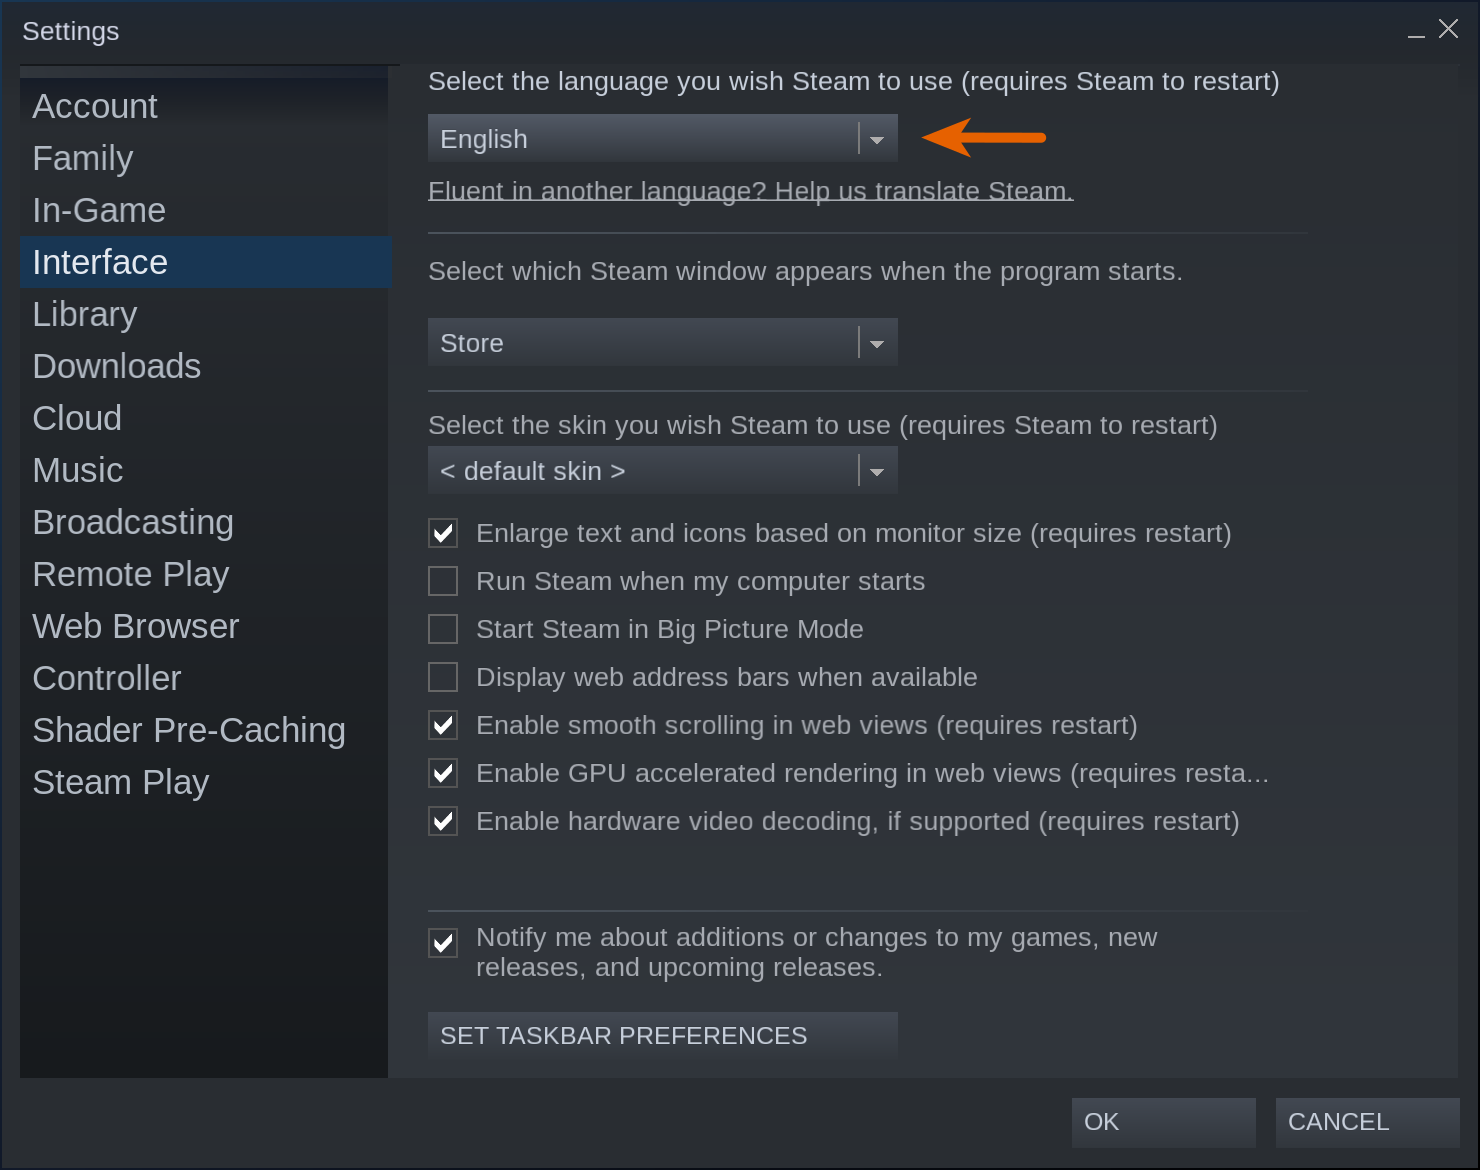 Settings
Account
Family
In-Game
Interface
Library
Downloads
Cloud
Music
Broadcasting
Remote Play
Web Browser
Controller
Shader Pre-Caching
Steam Play
Select the language you wish Steam to use (requires Steam to restart)
English
Fluent in another language? Help us translate Steam.
Select which Steam window appears when the program starts.
Store
Select the skin you wish Steam to use (requires Steam to restart)
< default skin >
Enlarge text and icons based on monitor size (requires restart)
Run Steam when my computer starts
Start Steam in Big Picture Mode
Display web address bars when available
Enable smooth scrolling in web views (requires restart)
Enable GPU accelerated rendering in web views (requires resta...
Enable hardware video decoding, if supported (requires restart)
Notify me about additions or changes to my games, new
releases, and upcoming releases.
SET TASKBAR PREFERENCES
OK
CANCEL